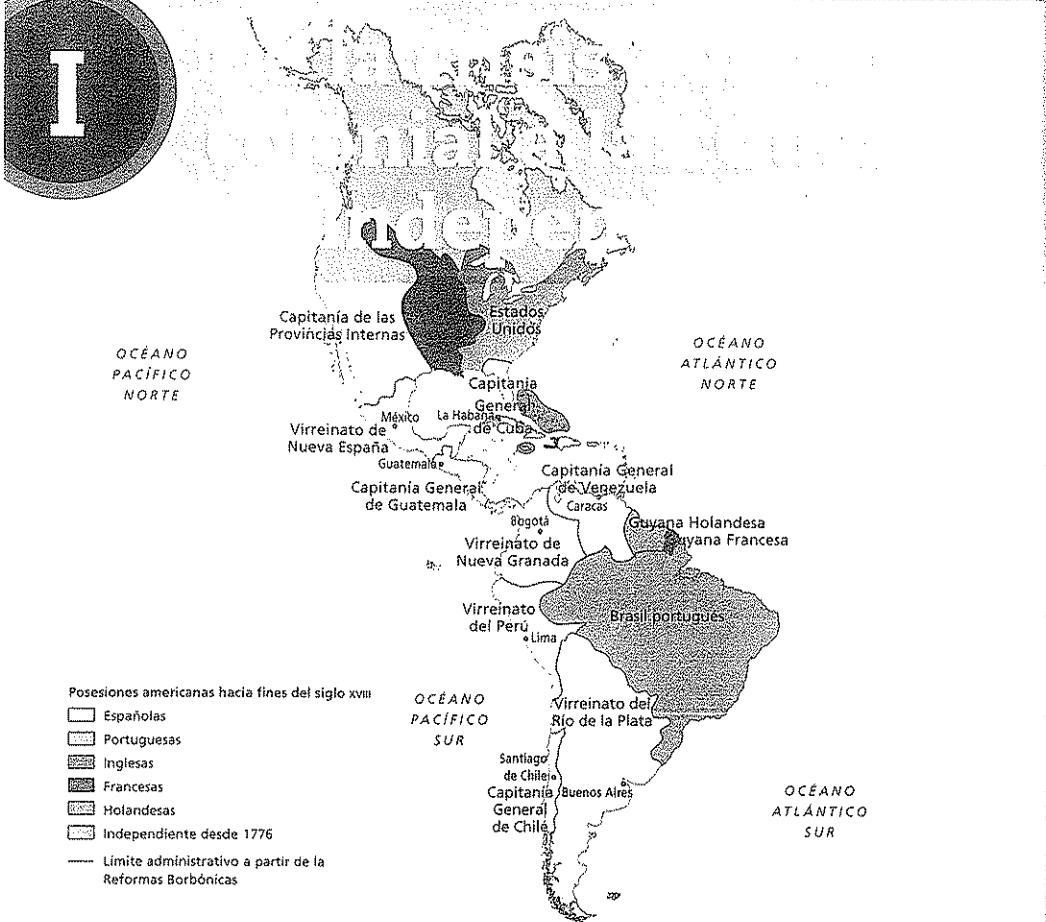 I
Indepe
Capitanía de las
Provincias Internas
Estados
Unidos
OCÉANO
PACÍFICO
NORTE
OCÉANO
ATLÁNTICO
NORTE
Capitanía
General
de Cuba
La Habana
México
Virreinato de
Nueva España
Guatemala
Capitanía General
de Guatemala
Capitanía General
de Venezuela
Caracas
Bogotá
Virreinato de
Nueva Granada
Guyana Holandesa
Guyana Francesa
Virreinato
del Perú
Lima
Brasil portugués
OCÉANO
PACÍFICO
SUR
Virreinato del
Río de la Plata
Santiago
de Chile
Capitanía
General
de Chile
Buenos Aires
OCÉANO
ATLÁNTICO
SUR
Posesiones americanas hacia fines del siglo XVIII
Españolas
Portuguesas
Inglesas
Francesas
Holandesas
Independiente desde 1776
Límite administrativo a partir de la
Reformas Borbónicas